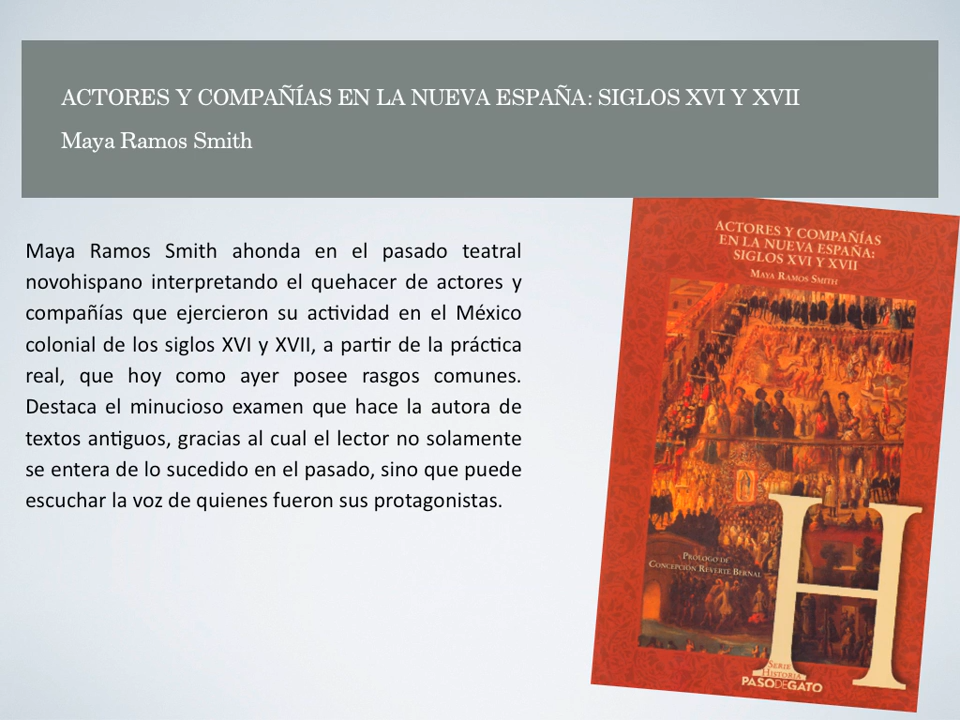 ACTORES Y COMPAÑÍAS EN LA NUEVA ESPAÑA: SIGLOS XVI Y XVII
Maya Ramos Smith
Maya Ramos Smith ahonda en el pasado teatral
novohispano interpretando el quehacer de actores y
compañías que ejercieron su actividad en el México
colonial de los siglos XVI y XVII, a partir de la práctica
real, que hoy como ayer posee rasgos comunes.
Destaca el minucioso examen que hace la autora de
textos antiguos, gracias al cual el lector no solamente
se entera de lo sucedido en el pasado, sino que puede
escuchar la voz de quienes fueron sus protagonistas.
ACTORES Y COMPAÑÍAS
EN LA NUEVA ESPAÑA:
SIGLOS XVI Y XVII
MAYA RAMOS SMITH
PRÓLOGO DE
CONCEPCIÓN REVERTE BERNAL
H
SERIE
HISTORIA
PASODEGATO